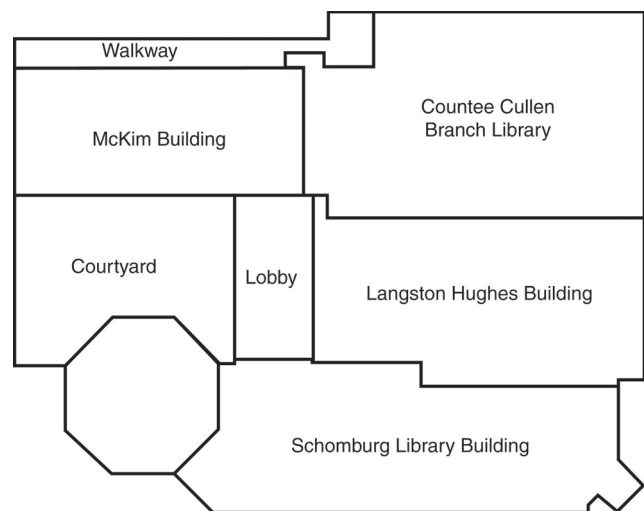 Walkway
Countee Cullen
Branch Library
McKim Building
Courtyard
Lobby
Langston Hughes Building
Schomburg Library Building